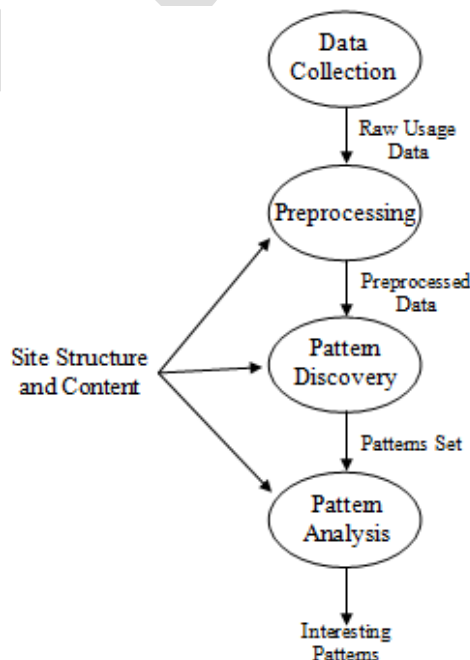 Data
Collection
Raw Usage
Data
Preprocessing
Preprocessed
Data
Site Structure
and Content
Pattern
Discovery
Patterns Set
Pattern
Analysis
Interesting
Patterns